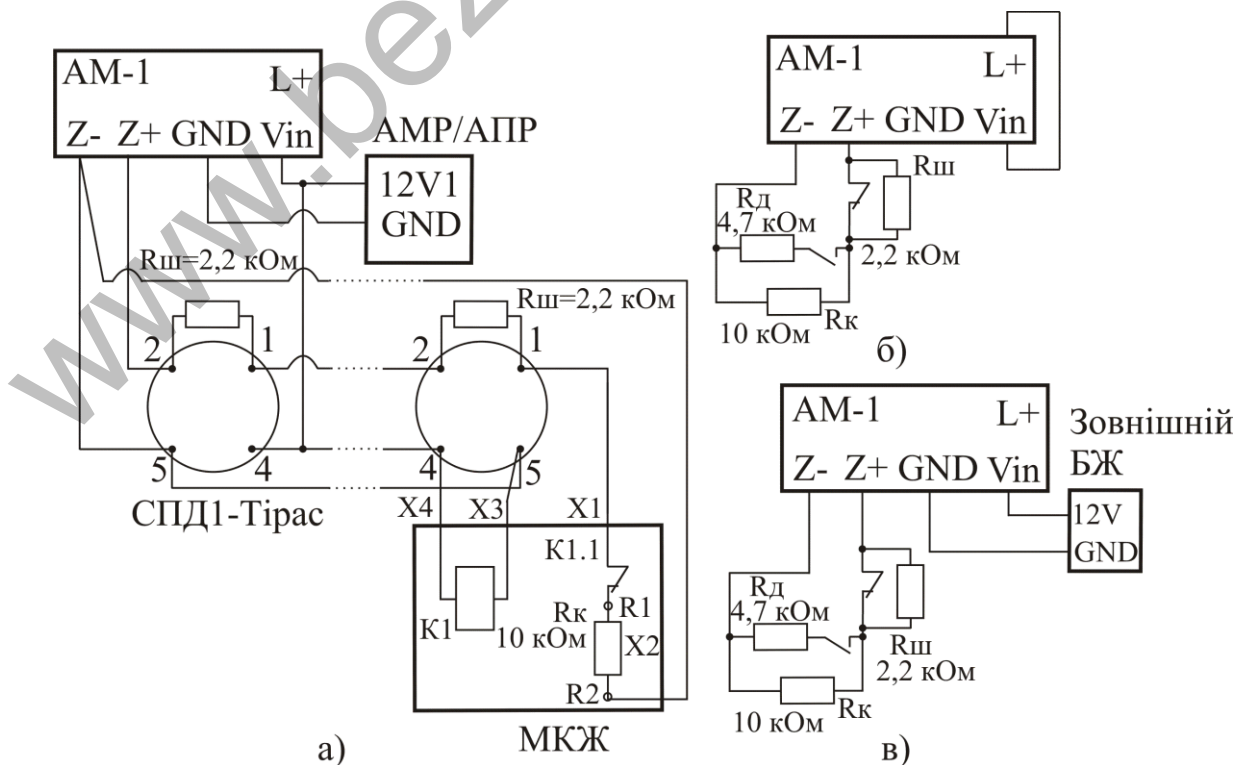 AM-1
L+
Z- Z+ GND Vin
АМР/АПР
12V1
GND
Rш=2,2 кОм
Rш=2,2 кОм
2
1
2
1
5
4
4
5
СПД1-Тірас
X4
X3
X1
K1.1
K1
Rк
10 кОм
R1
X2
R2
МКЖ
а)
AM-1
L+
Z- Z+ GND Vin
Rш
Rд
4,7 кОм
2,2 кОм
10 кОм
Rк
б)
AM-1
L+
Z- Z+ GND Vin
Зовнішній
БЖ
12V
GND
Rд
4,7 кОм
Rш
2,2 кОм
10 кОм
Rк
в)
www.bez